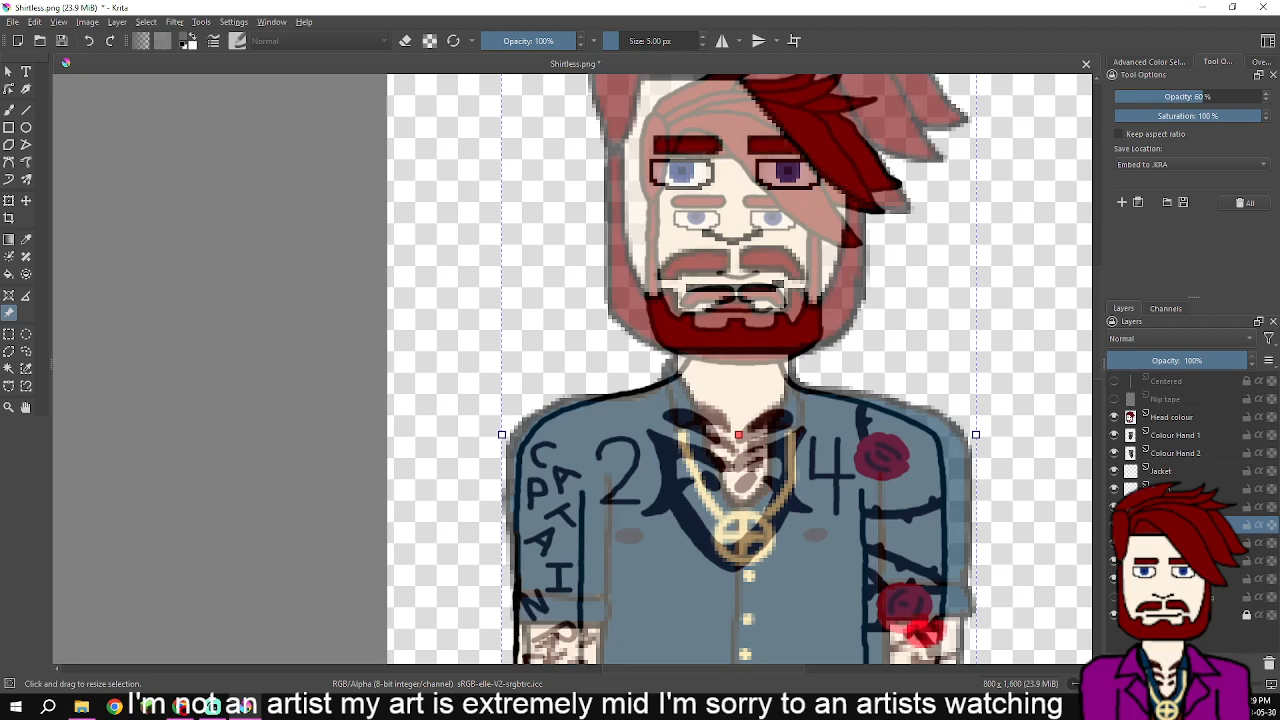 Shirtless.png (23.9 MiB) * - Krita
File Edit View Image Layer Select Filter Tools Settings Window Help
Normal
Opacity: 100%
Size: 5.00 px
Shirtless.png*
Advanced Color Sel...
Tool O...
Ove...
Tool Options
Opacity: 60 %
Saturation: 100 %
Keep aspect ratio
Save Location:
Embed to .KRA
All
Layers
Channels
Layers
Normal
Opacity: 100%
Centered
Nip tape
Head colour
Colour Hand 1
Colour Hand 2
Jacket
CAPTAIN
24
Click and drag to resize selection.
RGB/Alpha (8-bit integer/channel) sRGB-elle-V2-srgbtrc.icc
800 x 1,600 (23.9 MiB)
I'm not an artist my art is extremely mid I'm sorry to an artists watching